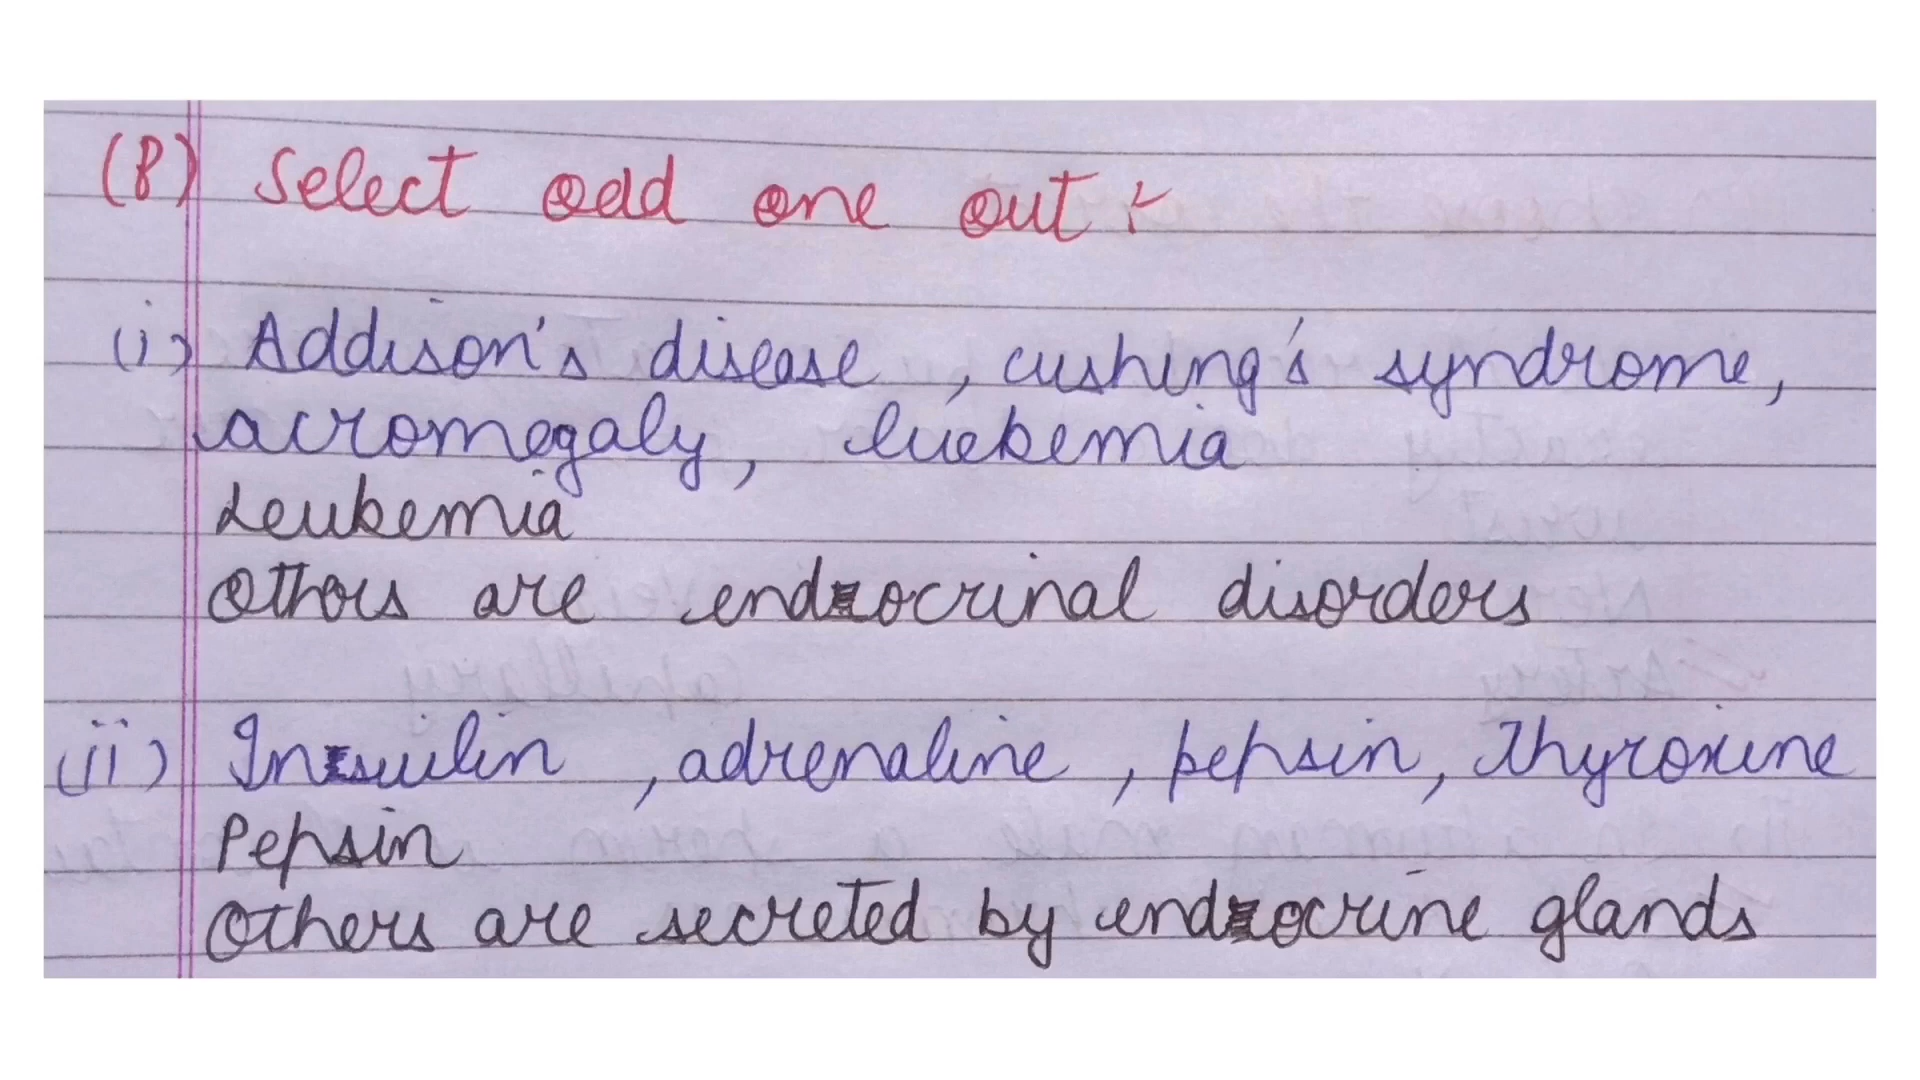 (B) Select odd one out :-
(i) Addison's disease , cushing's syndrome,
acromegaly, luekemia
Leukemia
Others are endocrinal disorders
(ii) Insulin , adrenaline , pepsin, thyroxine
Pepsin
Others are secreted by endocrine glands